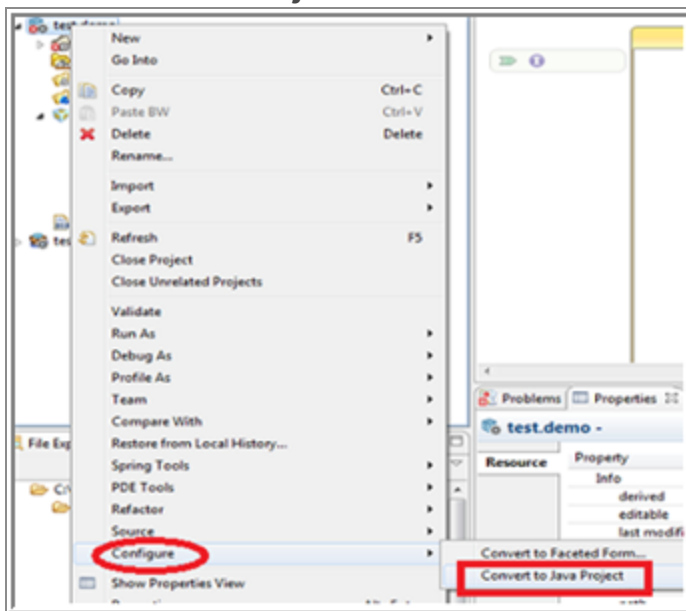 test.demo
New
Go Into
Copy Ctrl+C
Paste BW Ctrl+V
Delete Delete
Rename...
Import
Export
Refresh F5
Close Project
Close Unrelated Projects
Validate
Run As
Debug As
Profile As
Team
Compare With
Restore from Local History...
Spring Tools
PDE Tools
Refactor
Source
Configure
Show Properties View
tes
File Exp
C:\
Problems Properties
test.demo -
Resource Property
Info
derived
editable
last modifi
Convert to Faceted Form...
Convert to Java Project